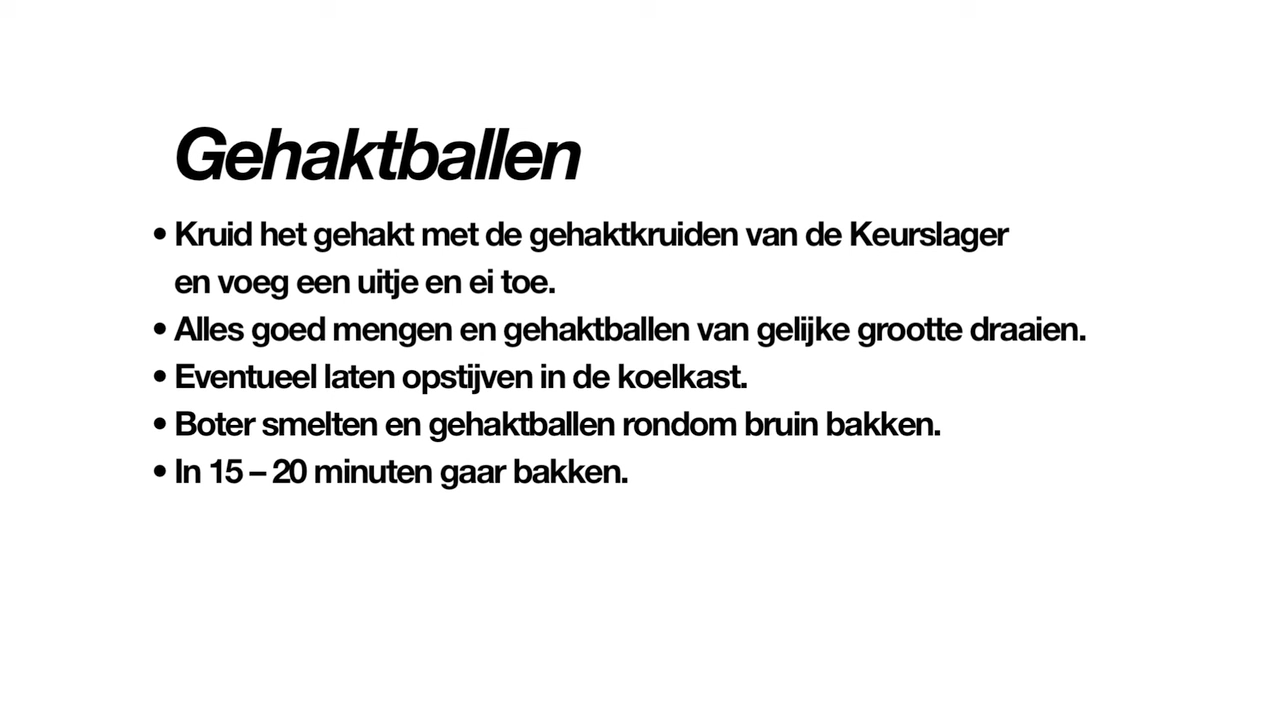 Gehaktballen
• Kruid het gehakt met de gehaktkruiden van de Keurslager
en voeg een uitje en ei toe.
• Alles goed mengen en gehaktballen van gelijke grootte draaien.
• Eventueel laten opstijven in de koelkast.
• Boter smelten en gehaktballen rondom bruin bakken.
• In 15 – 20 minuten gaar bakken.